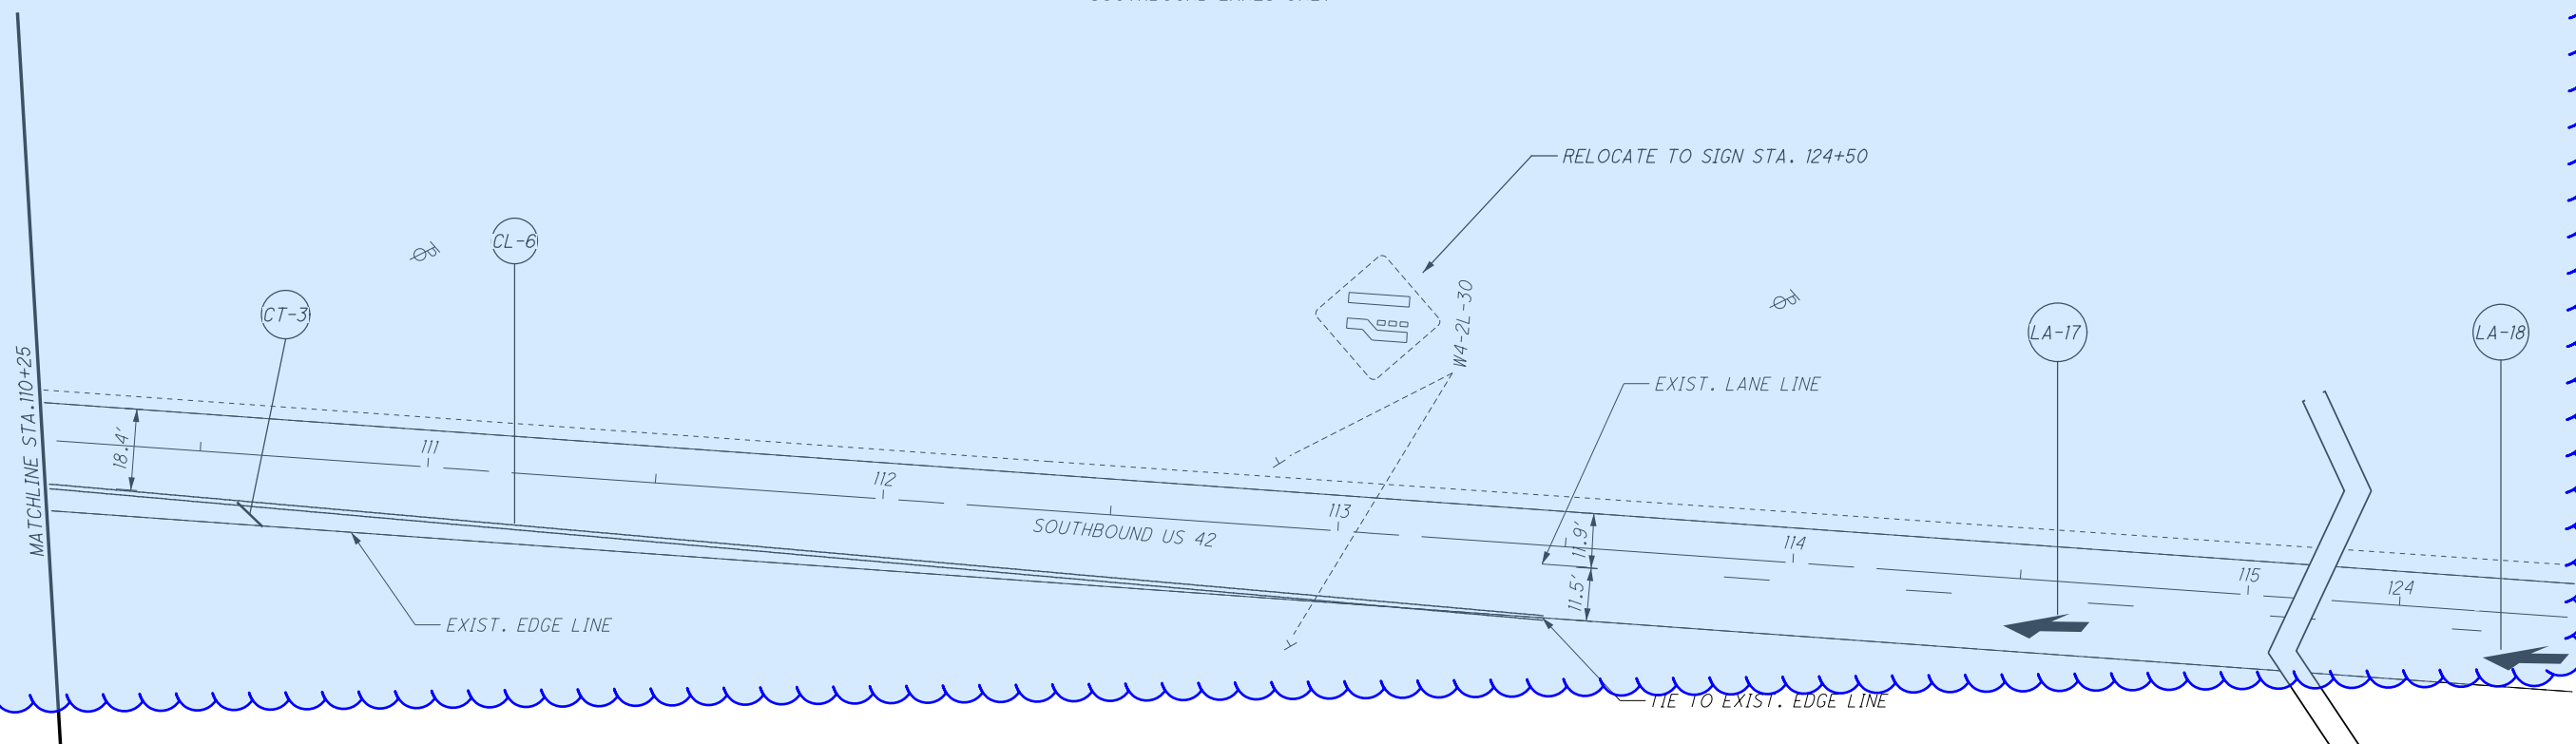 RELOCATE TO SIGN STA. 124+50
CL-6
CT-3
W4-2L-30
LA-17
LA-18
EXIST. LANE LINE
MATCHLINE STA.110+25
18.4'
111
112
113
SOUTHBOUND US 42
11.9'
11.5'
114
115
124
EXIST. EDGE LINE
TIE TO EXIST. EDGE LINE